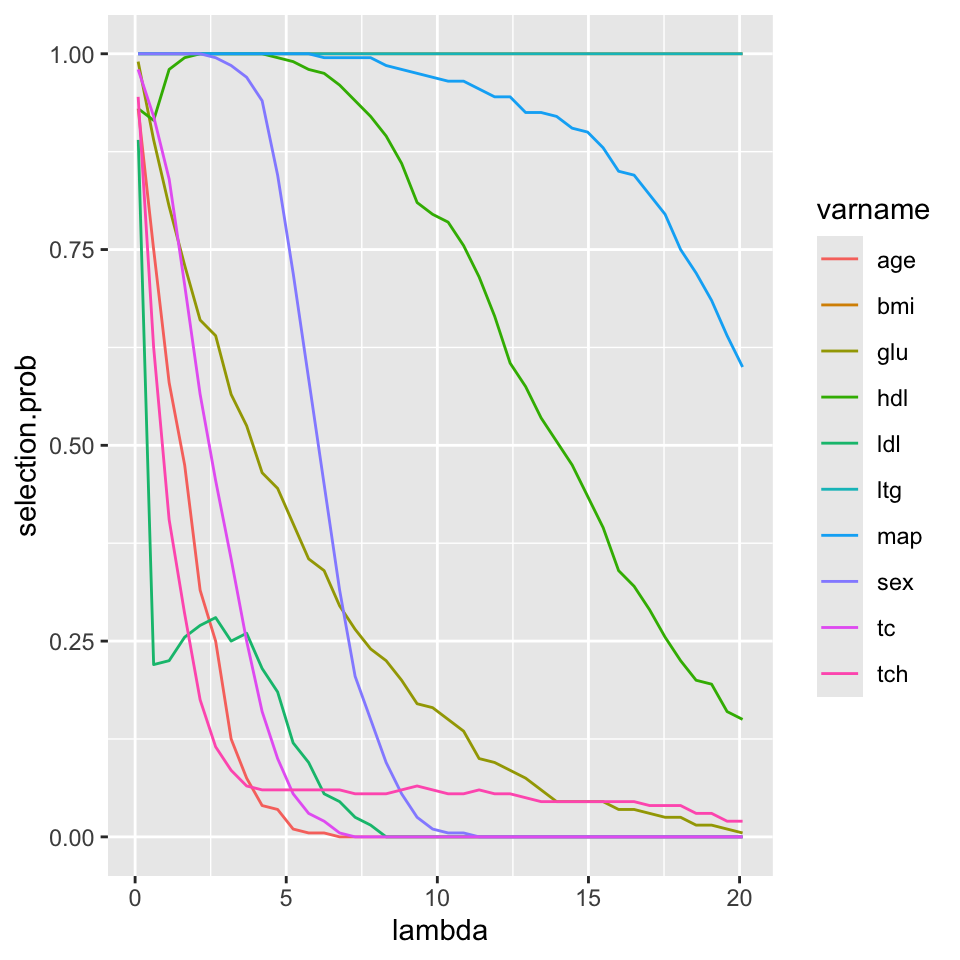 selection.prob
1.00
0.75
0.50
0.25
0.00
0 5 10 15 20
lambda
varname
age
bmi
glu
hdl
ldl
ltg
map
sex
tc
tch